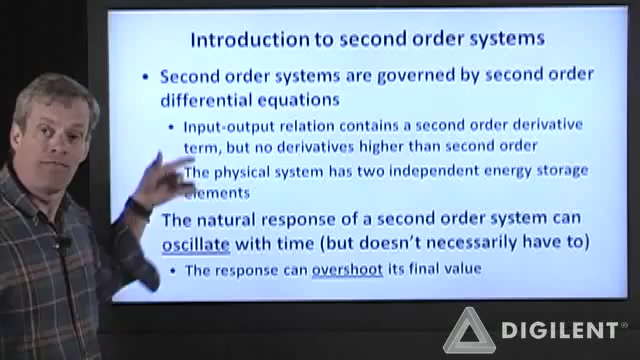 Introduction to second order systems
• Second order systems are governed by second order
differential equations
• Input-output relation contains a second order derivative
term, but no derivatives higher than second order
• The physical system has two independent energy storage
elements
The natural response of a second order system can
oscillate with time (but doesn't necessarily have to)
• The response can overshoot its final value
DIGILENT®